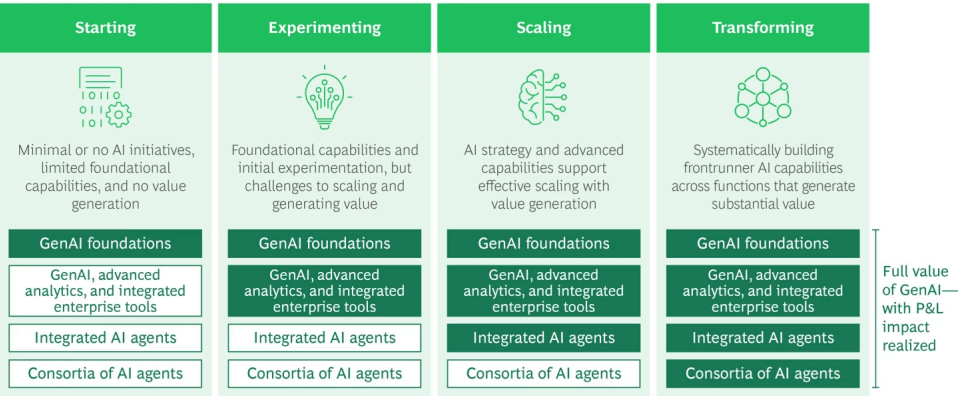 Starting
Minimal or no AI initiatives,
limited foundational
capabilities, and no value
generation
GenAI foundations
GenAI, advanced
analytics, and integrated
enterprise tools
Integrated AI agents
Consortia of AI agents
Experimenting
Foundational capabilities and
initial experimentation, but
challenges to scaling and
generating value
GenAI foundations
GenAI, advanced
analytics, and integrated
enterprise tools
Integrated AI agents
Consortia of AI agents
Scaling
AI strategy and advanced
capabilities support
effective scaling with
value generation
GenAI foundations
GenAI, advanced
analytics, and integrated
enterprise tools
Integrated AI agents
Consortia of AI agents
Transforming
Systematically building
frontrunner AI capabilities
across functions that generate
substantial value
GenAI foundations
GenAI, advanced
analytics, and integrated
enterprise tools
Integrated AI agents
Consortia of AI agents
Full value
of GenAI—
with P&L
impact
realized